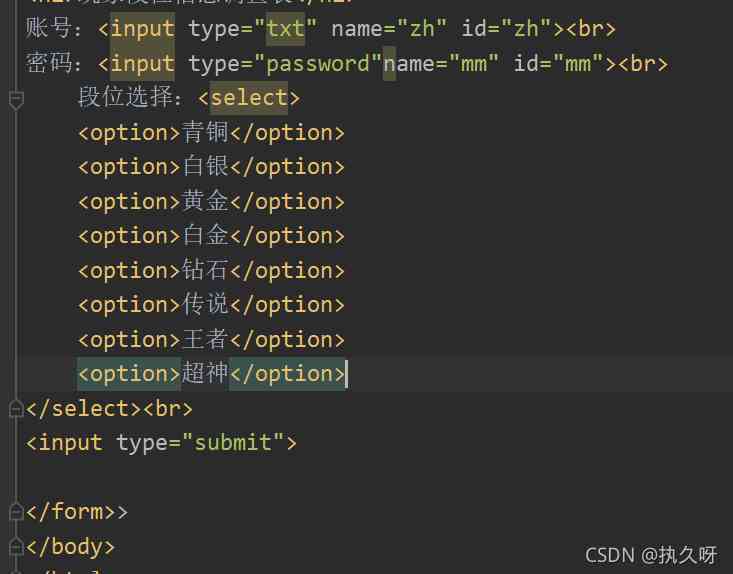 账号：<input type="txt" name="zh" id="zh"><br>
密码：<input type="password"name="mm" id="mm"><br>
段位选择：<select>
<option>青铜</option>
<option>白银</option>
<option>黄金</option>
<option>白金</option>
<option>钻石</option>
<option>传说</option>
<option>王者</option>
<option>超神</option>
</select><br>
<input type="submit">
</form>>
</body>
CSDN @执久呀